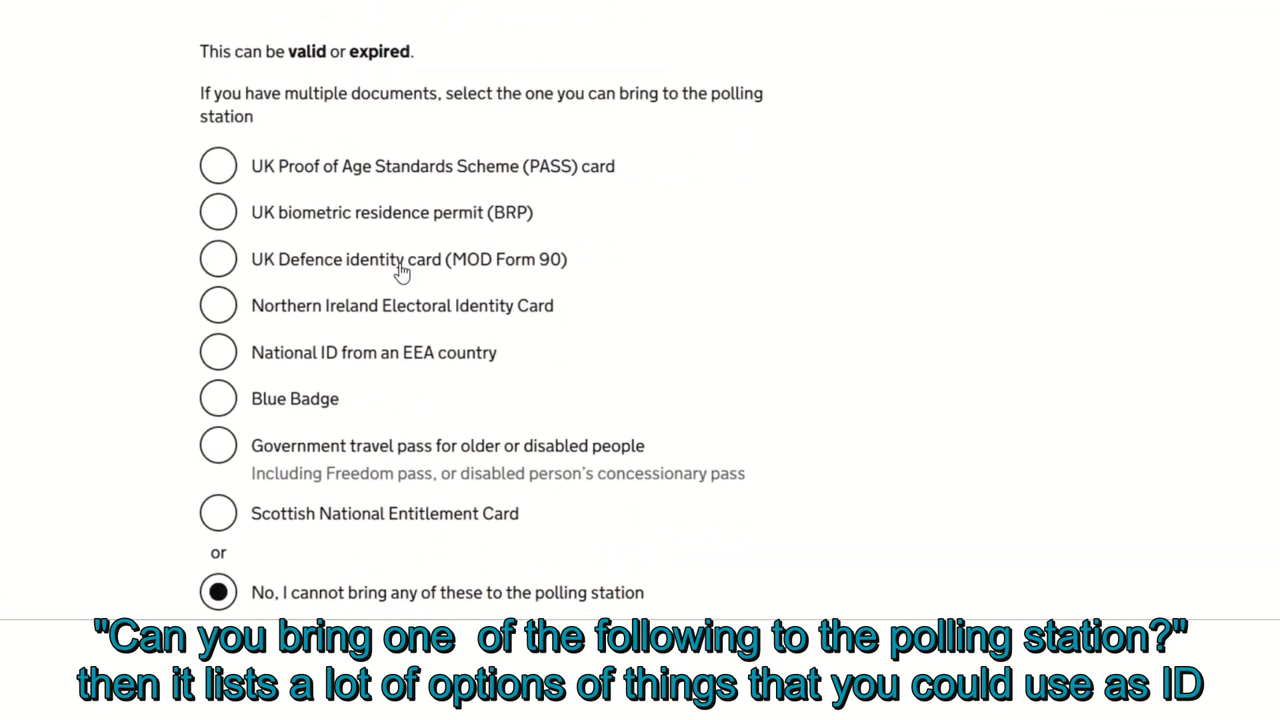 This can be valid or expired.
If you have multiple documents, select the one you can bring to the polling
station
UK Proof of Age Standards Scheme (PASS) card
UK biometric residence permit (BRP)
UK Defence identity card (MOD Form 90)
Northern Ireland Electoral Identity Card
National ID from an EEA country
Blue Badge
Government travel pass for older or disabled people
Including Freedom pass, or disabled person's concessionary pass
Scottish National Entitlement Card
or
No, I cannot bring any of these to the polling station
"Can you bring one of the following to the polling station?"
then it lists a lot of options of things that you could use as ID